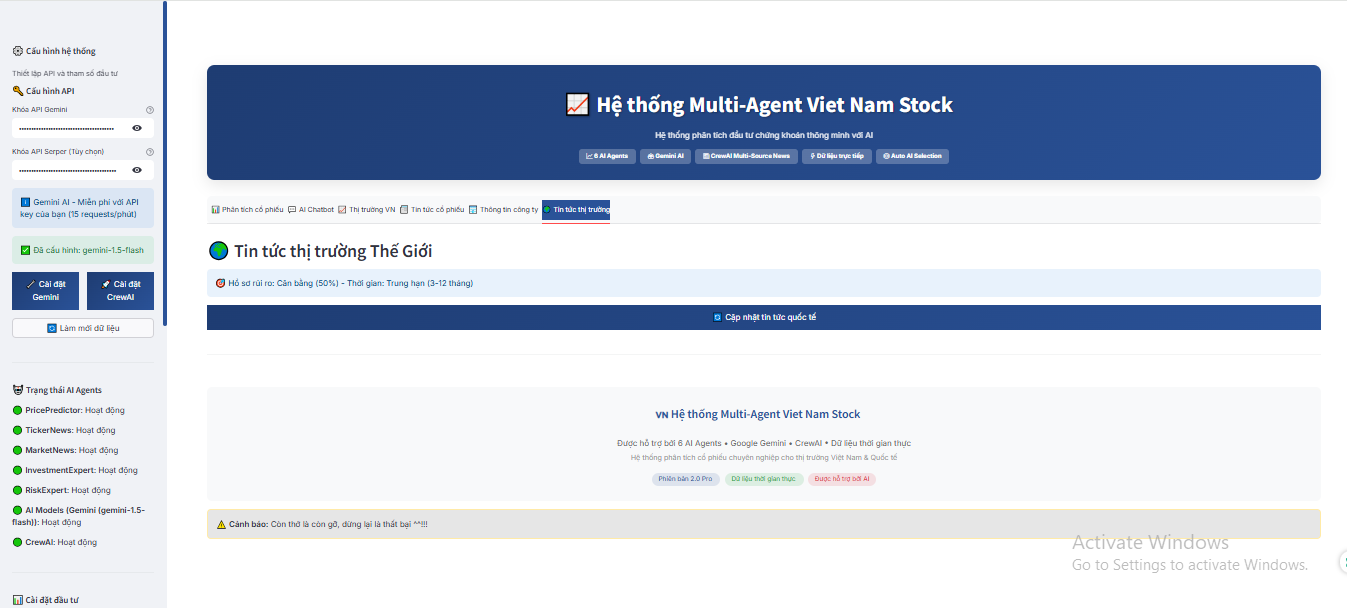 Cấu hình hệ thống
Thiết lập API và tham số đầu tư
Cấu hình API
Khóa API Gemini
Khóa API Serper (Tùy chọn)
Gemini AI - Miễn phí với API
key của bạn (15 requests/phút)
Đã cấu hình: gemini-1.5-flash
Cài đặt
Gemini
Cài đặt
CrewAI
Làm mới dữ liệu
Trạng thái AI Agents
PricePredictor: Hoạt động
TickerNews: Hoạt động
MarketNews: Hoạt động
InvestmentExpert: Hoạt động
RiskExpert: Hoạt động
AI Models (Gemini (gemini-1.5-
flash)): Hoạt động
CrewAI: Hoạt động
Cài đặt đầu tư
Hệ thống Multi-Agent Viet Nam Stock
Hệ thống phân tích đầu tư chứng khoán thông minh với AI
6 AI Agents
Gemini AI
CrewAI Multi-Source News
Dữ liệu trực tiếp
Auto AI Selection
Phân tích cổ phiếu
AI Chatbot
Thị trường VN
Tin tức cổ phiếu
Thông tin công ty
Tin tức thị trường
Tin tức thị trường Thế Giới
Hồ sơ rủi ro: Cân bằng (50%) - Thời gian: Trung hạn (3-12 tháng)
Cập nhật tin tức quốc tế
VN Hệ thống Multi-Agent Viet Nam Stock
Được hỗ trợ bởi 6 AI Agents • Google Gemini • CrewAI • Dữ liệu thời gian thực
Hệ thống phân tích cổ phiếu chuyên nghiệp cho thị trường Việt Nam & Quốc tế
Phiên bản 2.0 Pro
Dữ liệu thời gian thực
Được hỗ trợ bởi AI
Cảnh báo: Còn thở là còn gỡ, dừng lại là thất bại ^^!!!
Activate Windows
Go to Settings to activate Windows.